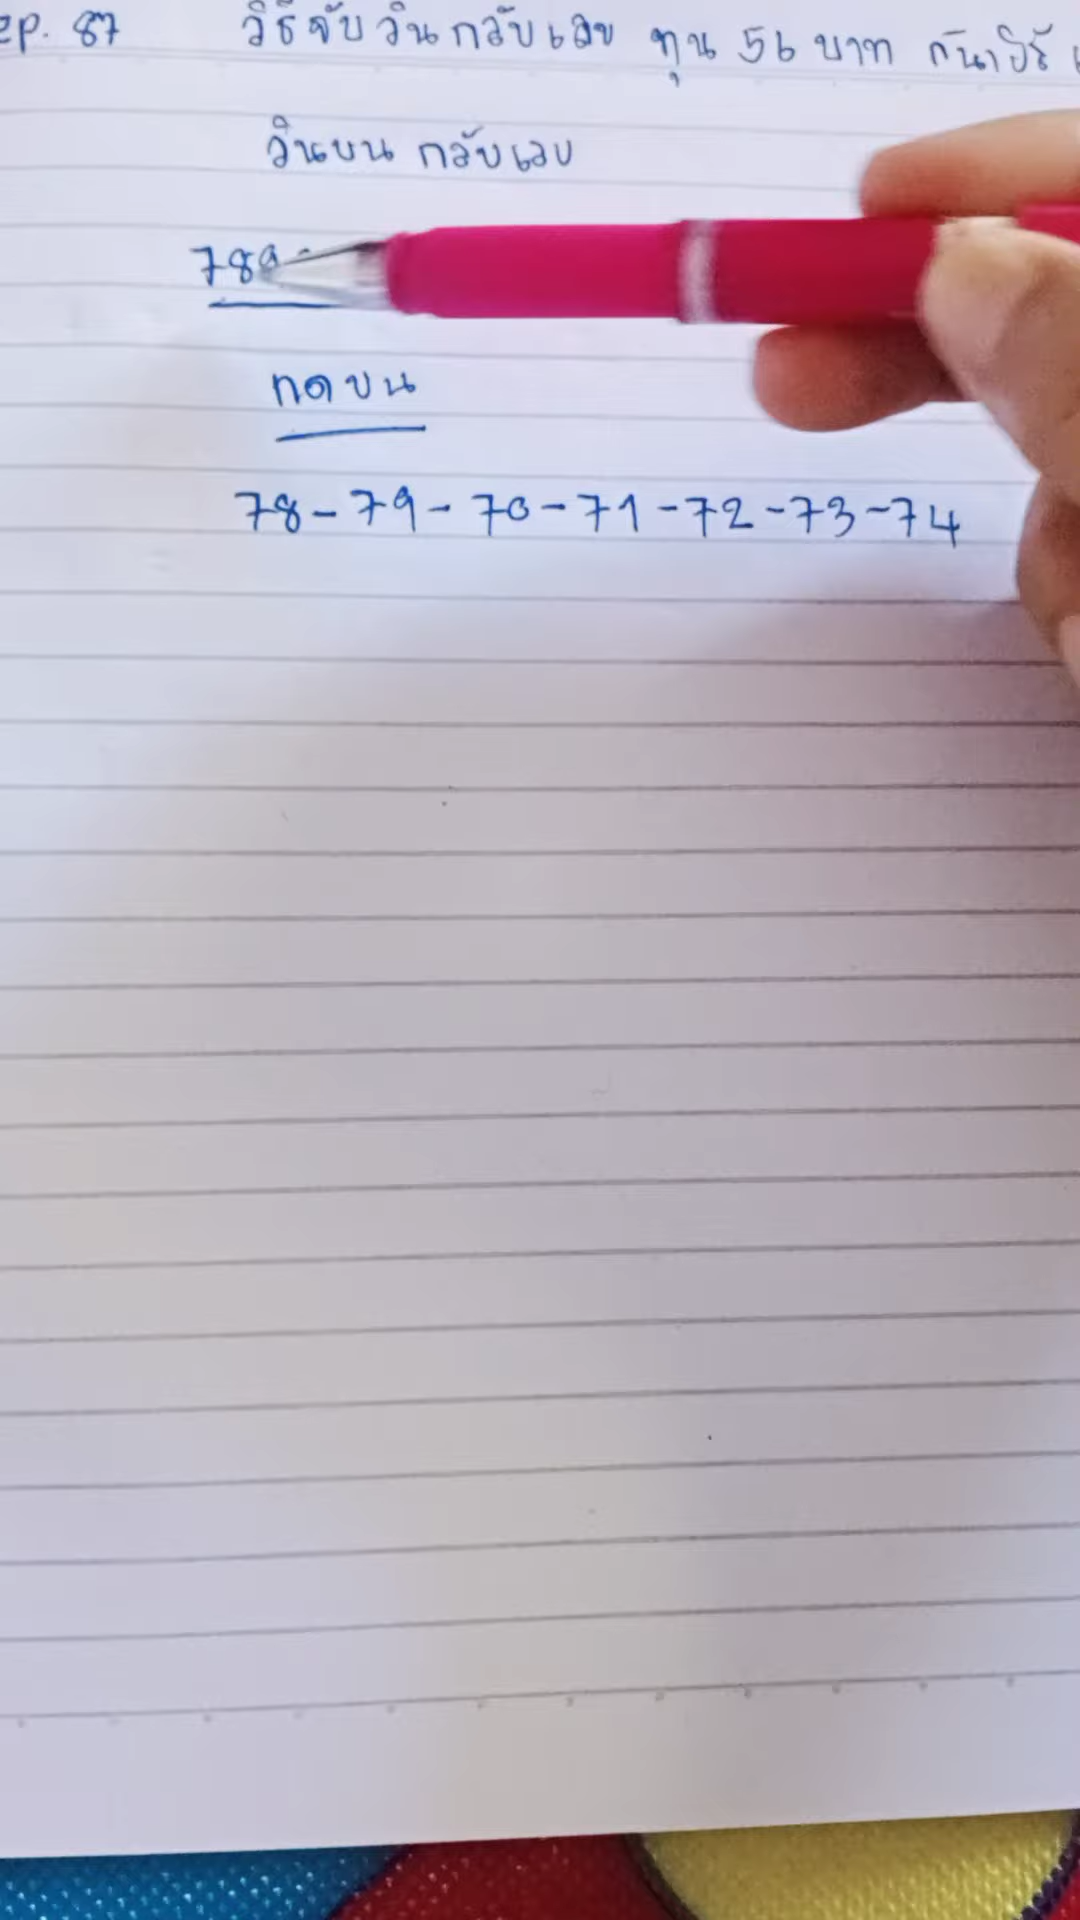 ep. 87 วิธีจับวินกลับเลข ทุน 56 บาท
วินบน กลับเลข
789
กดบน
78-79-70-71-72-73-74